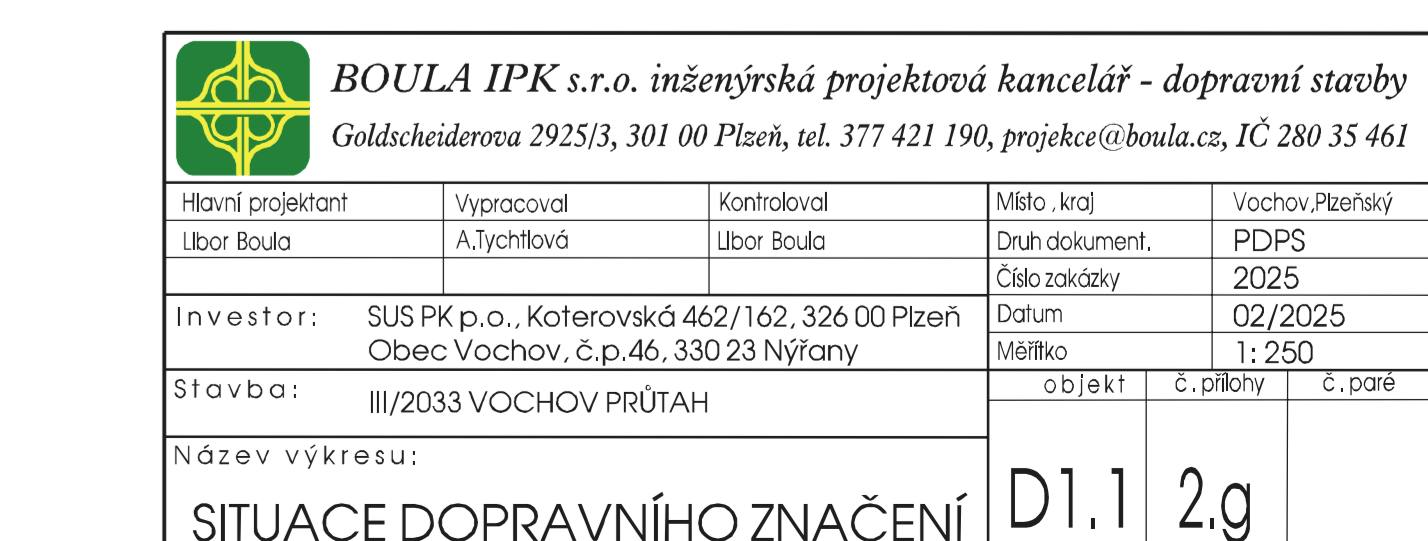 BOULA IPK s.r.o. inženýrská projektová kancelář - dopravní stavby
Goldscheiderova 2925/3, 301 00 Plzeň, tel. 377 421 190, projekce@boula.cz, IČ 280 35 461
Hlavní projektant Vypracoval Kontroloval Místo , kraj Vochov,Plzeňský
LIbor Boula A.Tychtlová LIbor Boula Druh dokument. PDPS
Číslo zakázky 2025
Investor: SUS PK p.o., Koterovská 462/162, 326 00 Plzeň Datum 02/2025
Obec Vochov, č.p.46, 330 23 Nýřany Měřítko 1: 250
Stavba: III/2033 VOCHOV PRŮTAH objekt č. přílohy č. paré
Název výkresu:
SITUACE DOPRAVNÍHO ZNAČENÍ D1.1 2.g